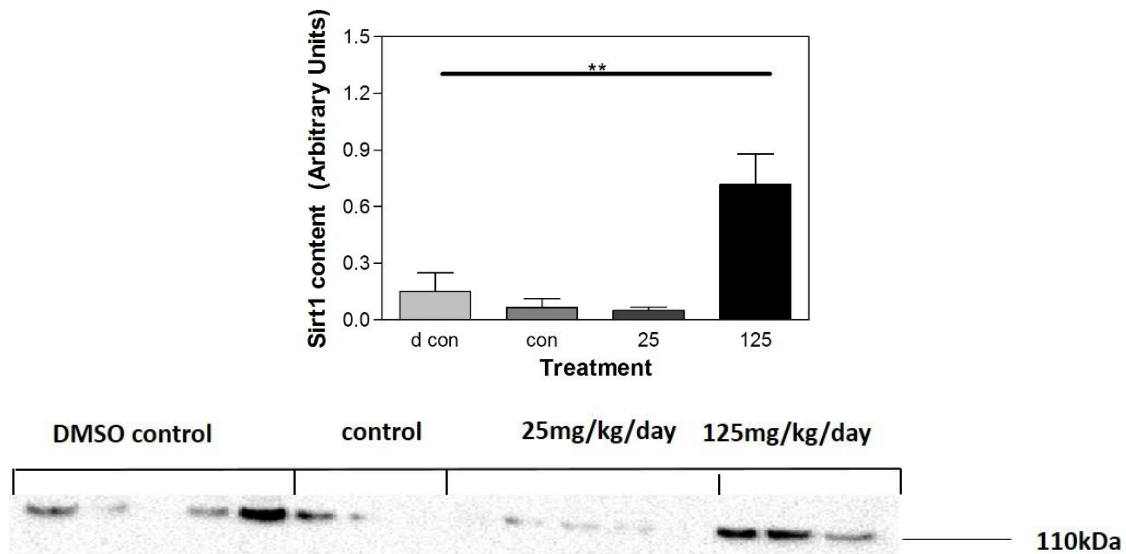 Sirt1 content (Arbitrary Units)
1.5
1.2
0.9
0.6
0.3
0.0
**
d con con 25 125
Treatment
DMSO control control 25mg/kg/day 125mg/kg/day
110kDa